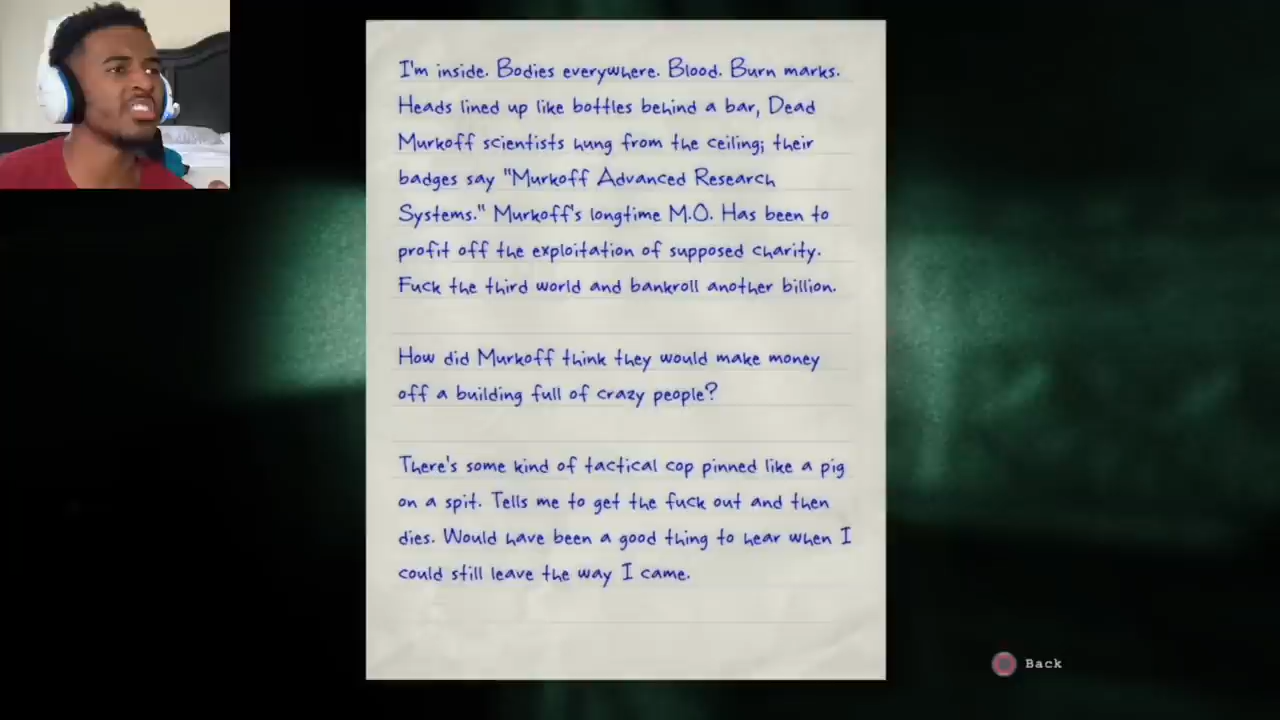 I'm inside. Bodies everywhere. Blood. Burn marks.
Heads lined up like bottles behind a bar, Dead
Murkoff scientists hung from the ceiling; their
badges say "Murkoff Advanced Research
Systems." Murkoff's longtime M.O. Has been to
profit off the exploitation of supposed charity.
Fuck the third world and bankroll another billion.
How did Murkoff think they would make money
off a building full of crazy people?
There's some kind of tactical cop pinned like a pig
on a spit. Tells me to get the fuck out and then
dies. Would have been a good thing to hear when I
could still leave the way I came.
Back